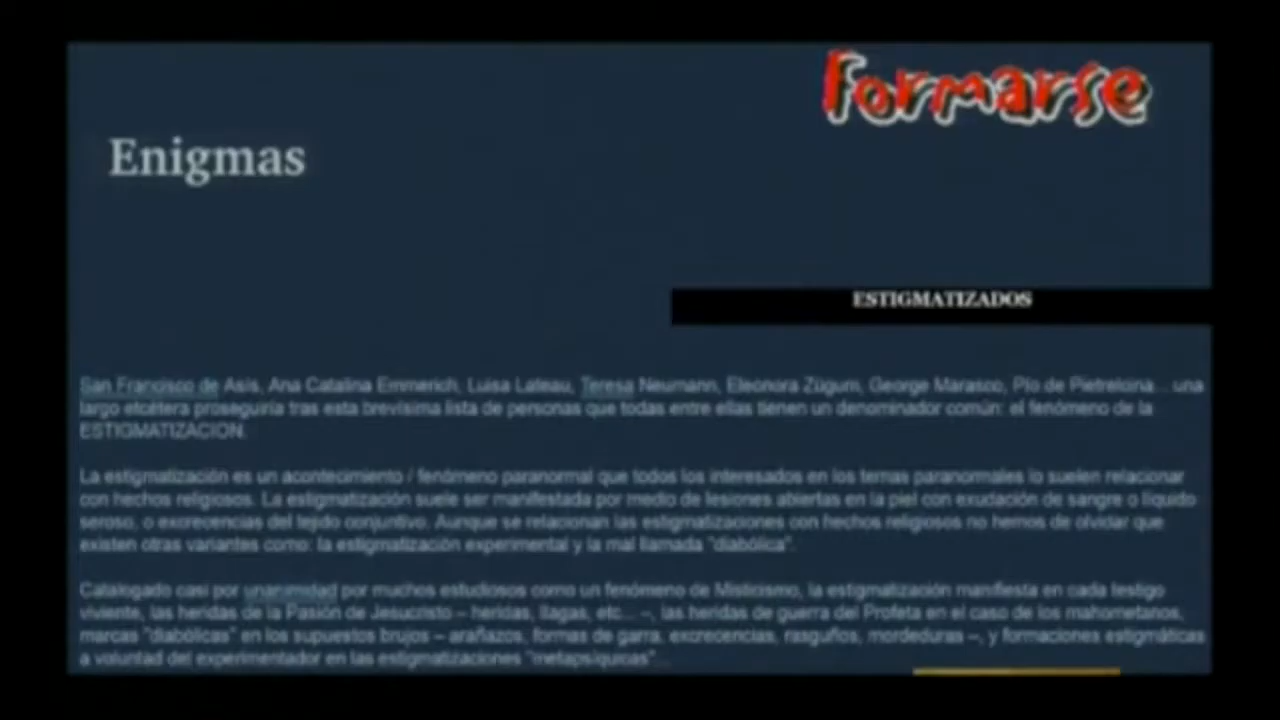 formarse
Enigmas
ESTIGMATIZADOS
San Francisco de Asis, Ana Catalina Emmerich, Luisa Lateau, Teresa Neumann, Eleonora Zügum, George Marasco, Pío de Pietrelcina... una
largo etcétera proseguiría tras esta brevísima lista de personas que todas entre ellas tienen un denominador común: el fenómeno de la
ESTIGMATIZACION.
La estigmatización es un acontecimiento / fenómeno paranormal que todos los interesados en los temas paranormales lo suelen relacionar
con hechos religiosos. La estigmatización suele ser manifestada por medio de lesiones abiertas en la piel con exudación de sangre o líquido
seroso, o excrecencias del tejido conjuntivo. Aunque se relacionan las estigmatizaciones con hechos religiosos no hemos de olvidar que
existen otras variantes como: la estigmatización experimental y la mal llamada "diabólica".
Catalogado casi por unanimidad por muchos estudiosos como un fenómeno de Misticismo, la estigmatización manifiesta en cada testigo
viviente, las heridas de la Pasión de Jesucristo – heridas, llagas, etc... –, las heridas de guerra del Profeta en el caso de los mahometanos,
marcas "diabólicas" en los supuestos brujos – arañazos, formas de garra, excrecencias, rasguños, mordeduras –, y formaciones estigmáticas
a voluntad del experimentador en las estigmatizaciones "metapsíquicas".